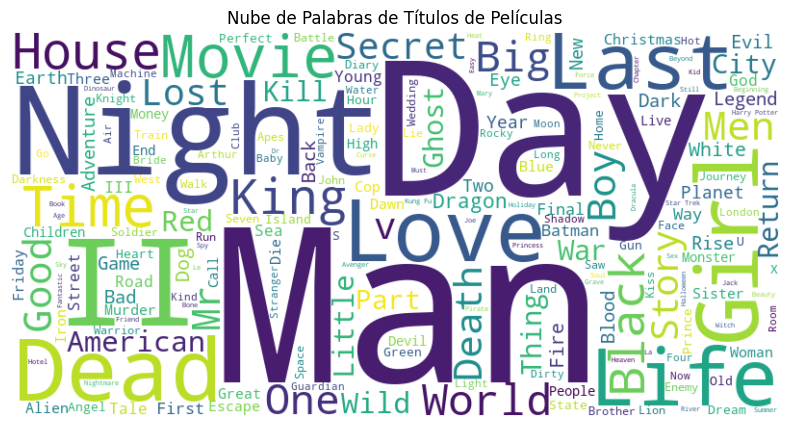 Nube de Palabras de Títulos de Películas
House
Movie
Perfect
Battle
Secret
Ring
Heat
Big
Easy
Last
Christmas
Hot
Evil
Chapter
Beyond
Kid
Earth
Three
Machine
Lost
Diary
Young
Eye
New
City
Force
Still
God
Beginning
Dinosaur
Night
Day
Water
Hour
Kill
Wedding
Mary
Project
Harry Potter
Knight
Money
Air
Club
Ghost
Dark
Legend
Adventure
Train
Apes
Lady
Lie
Rocky
Year
Moon
Home
Live
Men
Go
End
Bride
Arthur
Dr
Baby
Vampires
Back
High
Blue
Long
Never
White
Darkness
III
West
Walk
Curse
John
Cop
Must
Two
Boy
Planet
Journey
Return
Time
Book
Age
Star
King
Dawn
Dragon
Kung Fu
Final
Shadow
Dracula
Star Trek
Way
London
Girl
Children
Soldier
Red
Seven
Island
V
Love
Holiday
Batman
Gun
Face
Rise
U
Friday
Good
II
Street
Game
Heart
Run
Spy
Sea
Die
S
Man
Joe
Princess
War
Saw
Sex
Monster
X
Sky
Fantastic
Iron
Road
Bad
Kind
Bone
Mr
Dog
Call
Stranger
Avenger
Little
Part
Death
Thing
Land
Kiss
Black
Story
Soul
Grave
Sister
Jack
Halloween
Beauty
Warrior
Murder
Friend
American
Space
Devil
Green
Pirate
Fire
Blood
Prince
Witch
Room
Hotel
Dead
Nightmare
Great
Escape
Guardian
Light
Dirty
Four
Heaven
La
Woman
Life
Now
Old
Enemy
Alien
Angel
Tale
First
One
Wild
World
People
State
Brother
Lion
River
Dream
Summer